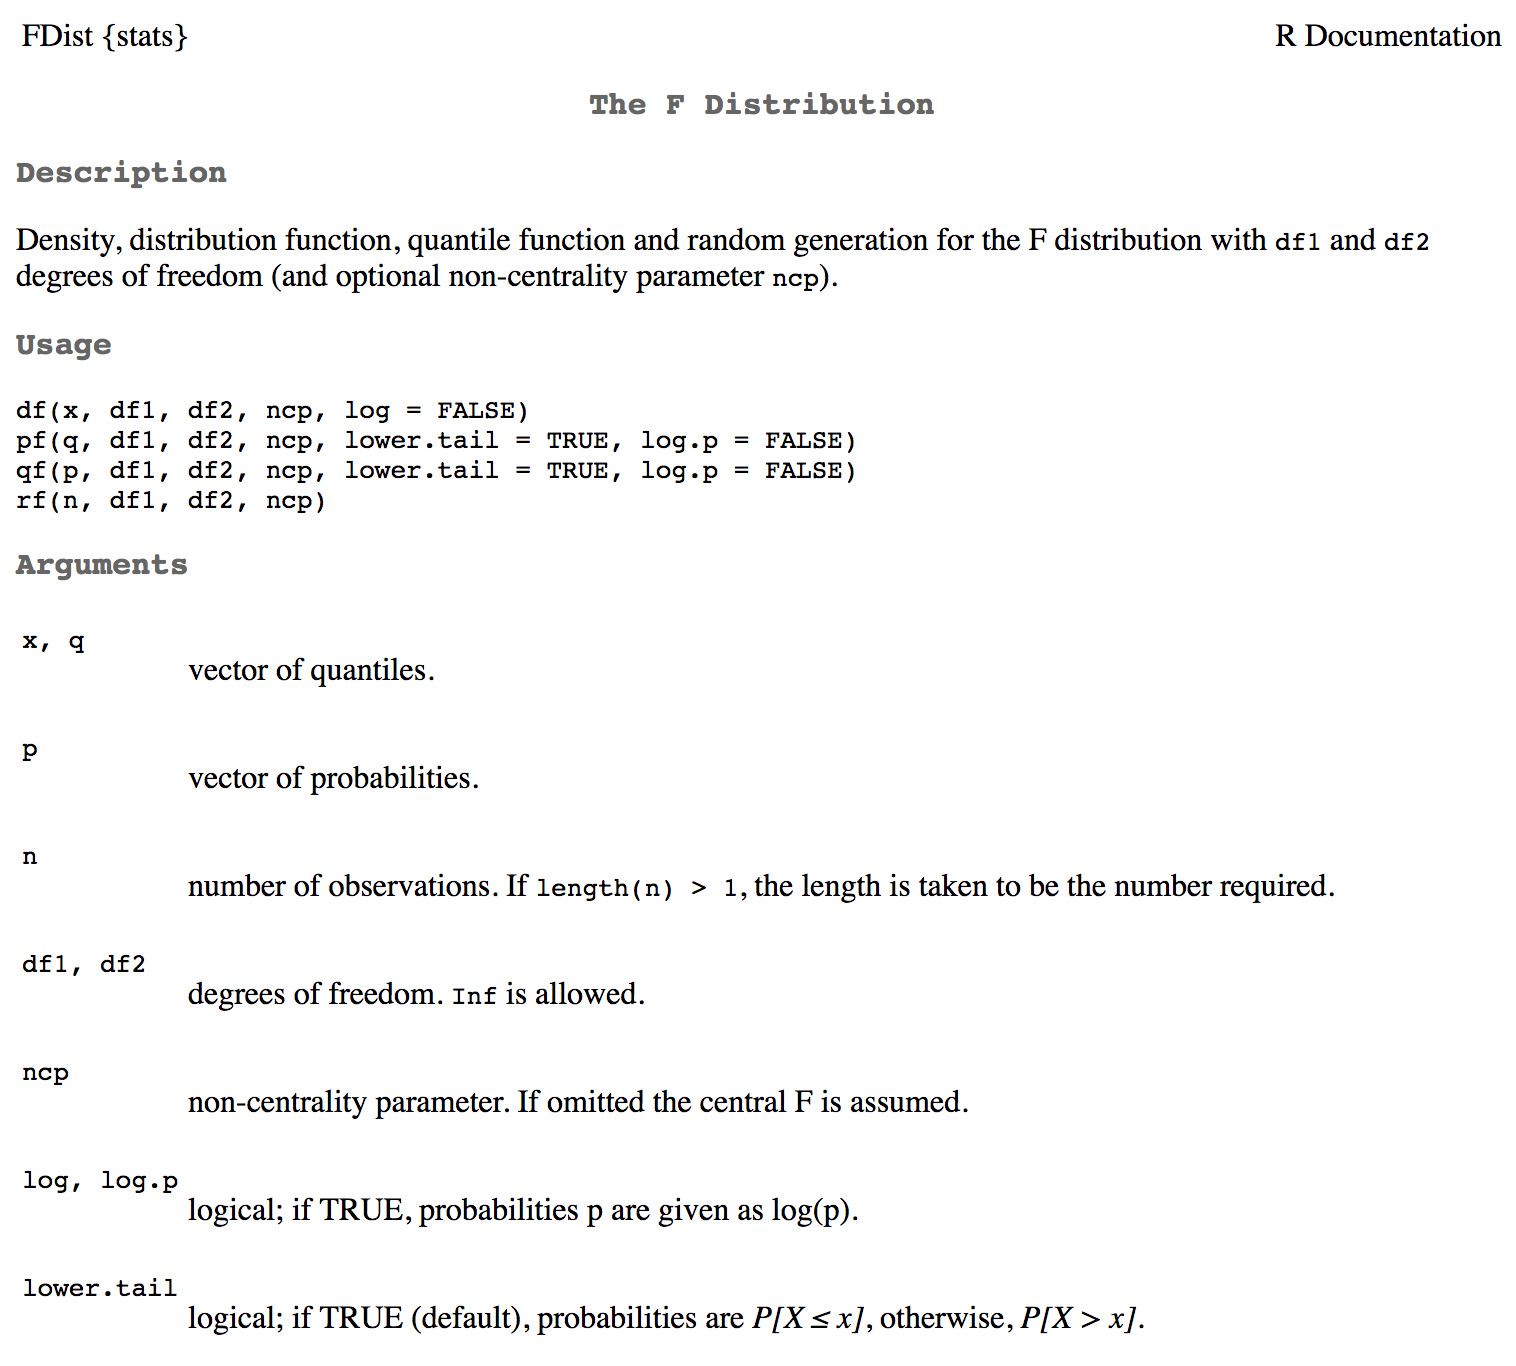 FDist {stats}
R Documentation
The F Distribution
Description
Density, distribution function, quantile function and random generation for the F distribution with df1 and df2
degrees of freedom (and optional non-centrality parameter ncp).
Usage
df(x, df1, df2, ncp, log = FALSE)
pf(q, df1, df2, ncp, lower.tail = TRUE, log.p = FALSE)
qf(p, df1, df2, ncp, lower.tail = TRUE, log.p = FALSE)
rf(n, df1, df2, ncp)
Arguments
x, q
vector of quantiles.
p
vector of probabilities.
n
number of observations. If length(n) > 1, the length is taken to be the number required.
df1, df2
degrees of freedom. Inf is allowed.
ncp
non-centrality parameter. If omitted the central F is assumed.
log, log.p
logical; if TRUE, probabilities p are given as log(p).
lower.tail
logical; if TRUE (default), probabilities are P[X ≤ x], otherwise, P[X > x].